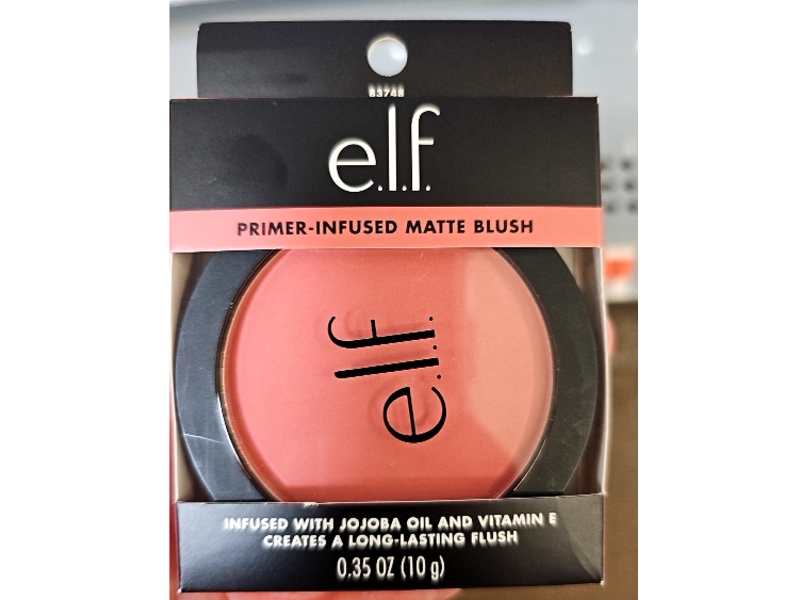 83748
e.l.f.
PRIMER-INFUSED MATTE BLUSH
e.l.f.
INFUSED WITH JOJOBA OIL AND VITAMIN E
CREATES A LONG-LASTING FLUSH
0.35 OZ (10 g)